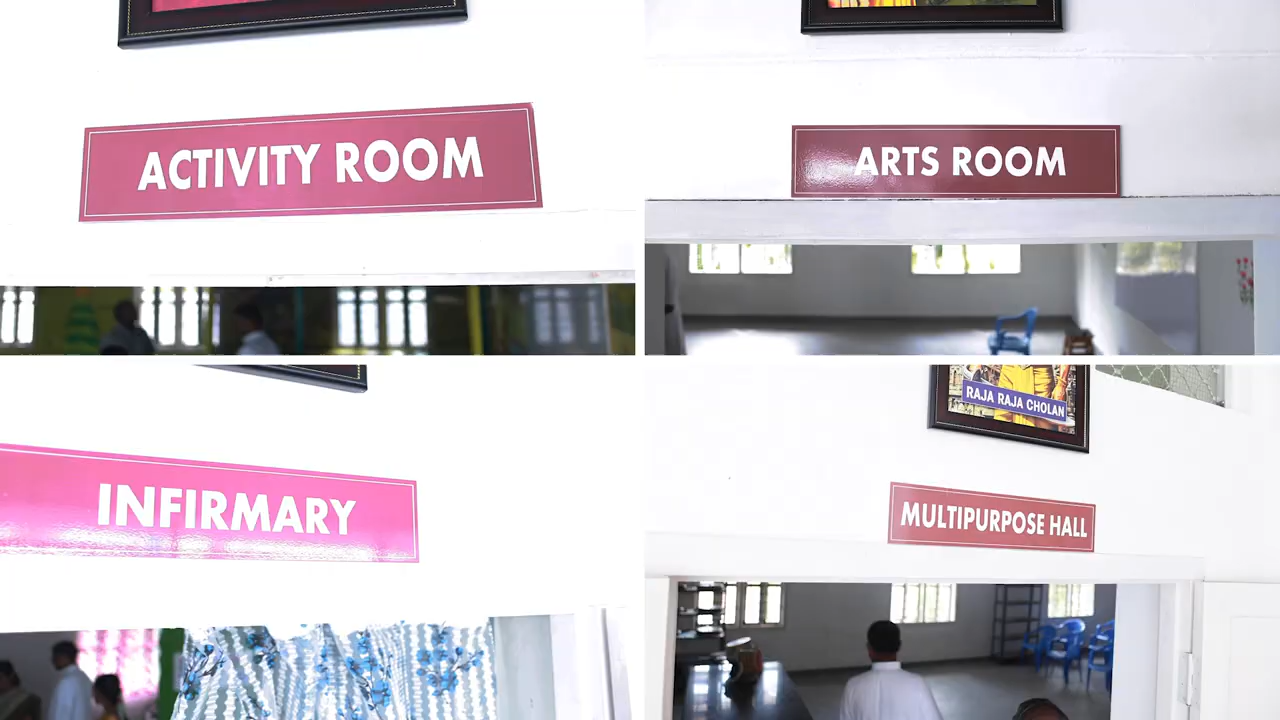 ACTIVITY ROOM
ARTS ROOM
INFIRMARY
RAJA RAJA CHOLAN
MULTIPURPOSE HALL